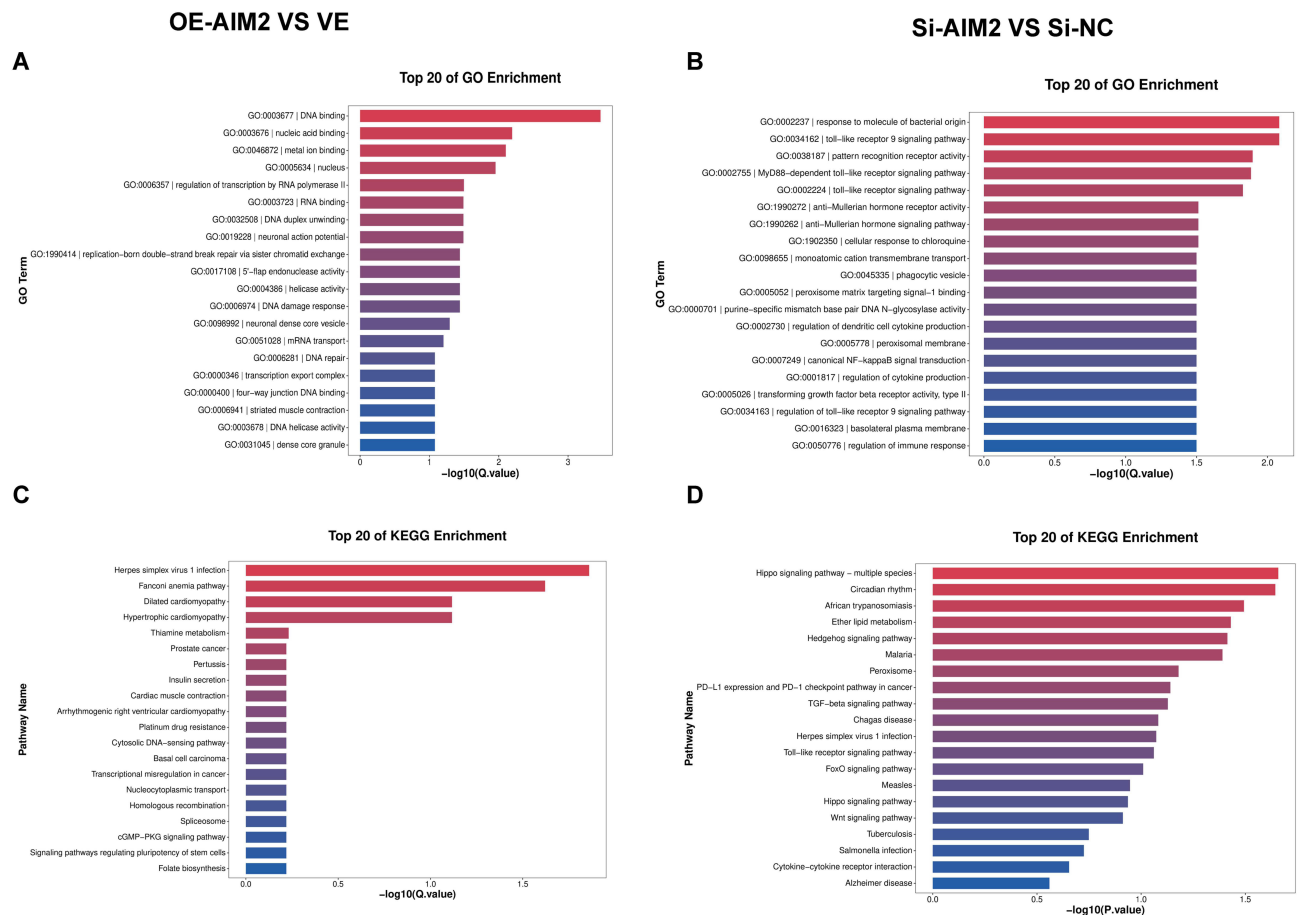 OE-AIM2 VS VE
Si-AIM2 VS Si-NC
A
Top 20 of GO Enrichment
GO Term
GO:0003677 | DNA binding
GO:0003676 | nucleic acid binding
GO:0046872 | metal ion binding
GO:0005634 | nucleus
GO:0006357 | regulation of transcription by RNA polymerase II
GO:0003723 | RNA binding
GO:0032508 | DNA duplex unwinding
GO:0019228 | neuronal action potential
GO:1990414 | replication-born double-strand break repair via sister chromatid exchange
GO:0017108 | 5'-flap endonuclease activity
GO:0004386 | helicase activity
GO:0006974 | DNA damage response
GO:0098992 | neuronal dense core vesicle
GO:0051028 | mRNA transport
GO:0006281 | DNA repair
GO:0000346 | transcription export complex
GO:0000400 | four-way junction DNA binding
GO:0006941 | striated muscle contraction
GO:0003678 | DNA helicase activity
GO:0031045 | dense core granule
0 1 2 3
−log10(Q.value)
B
Top 20 of GO Enrichment
GO Term
GO:0002237 | response to molecule of bacterial origin
GO:0034162 | toll-like receptor 9 signaling pathway
GO:0038187 | pattern recognition receptor activity
GO:0002755 | MyD88-dependent toll-like receptor signaling pathway
GO:0002224 | toll-like receptor signaling pathway
GO:1990272 | anti-Mullerian hormone receptor activity
GO:1990262 | anti-Mullerian hormone signaling pathway
GO:1902350 | cellular response to chloroquine
GO:0098655 | monoatomic cation transmembrane transport
GO:0045335 | phagocytic vesicle
GO:0005052 | peroxisome matrix targeting signal-1 binding
GO:0000701 | purine-specific mismatch base pair DNA N-glycosylase activity
GO:0002730 | regulation of dendritic cell cytokine production
GO:0005778 | peroxisomal membrane
GO:0007249 | canonical NF-kappaB signal transduction
GO:0001817 | regulation of cytokine production
GO:0005026 | transforming growth factor beta receptor activity, type II
GO:0034163 | regulation of toll-like receptor 9 signaling pathway
GO:0016323 | basolateral plasma membrane
GO:0050776 | regulation of immune response
0.0 0.5 1.0 1.5 2.0
−log10(Q.value)
C
Top 20 of KEGG Enrichment
Pathway Name
Herpes simplex virus 1 infection
Fanconi anemia pathway
Dilated cardiomyopathy
Hypertrophic cardiomyopathy
Thiamine metabolism
Prostate cancer
Pertussis
Insulin secretion
Cardiac muscle contraction
Arrhythmogenic right ventricular cardiomyopathy
Platinum drug resistance
Cytosolic DNA-sensing pathway
Basal cell carcinoma
Transcriptional misregulation in cancer
Nucleocytoplasmic transport
Homologous recombination
Spliceosome
cGMP-PKG signaling pathway
Signaling pathways regulating pluripotency of stem cells
Folate biosynthesis
0.0 0.5 1.0 1.5
−log10(Q.value)
D
Top 20 of KEGG Enrichment
Pathway Name
Hippo signaling pathway − multiple species
Circadian rhythm
African trypanosomiasis
Ether lipid metabolism
Hedgehog signaling pathway
Malaria
Peroxisome
PD-L1 expression and PD-1 checkpoint pathway in cancer
TGF-beta signaling pathway
Chagas disease
Herpes simplex virus 1 infection
Toll-like receptor signaling pathway
FoxO signaling pathway
Measles
Hippo signaling pathway
Wnt signaling pathway
Tuberculosis
Salmonella infection
Cytokine-cytokine receptor interaction
Alzheimer disease
0.0 0.5 1.0 1.5
−log10(P.value)